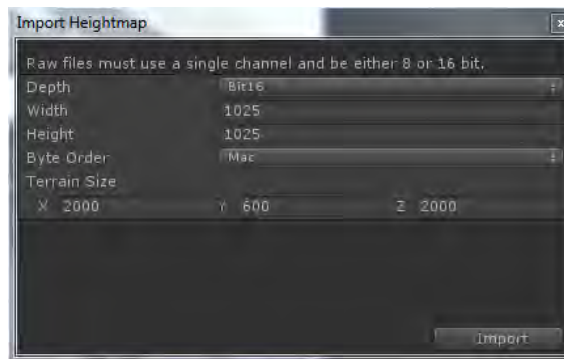 Import Heightmap
Raw files must use a single channel and be either 8 or 16 bit.
Depth Bit16
Width 1025
Height 1025
Byte Order Mac
Terrain Size
X 2000 Y 600 Z 2000
Import